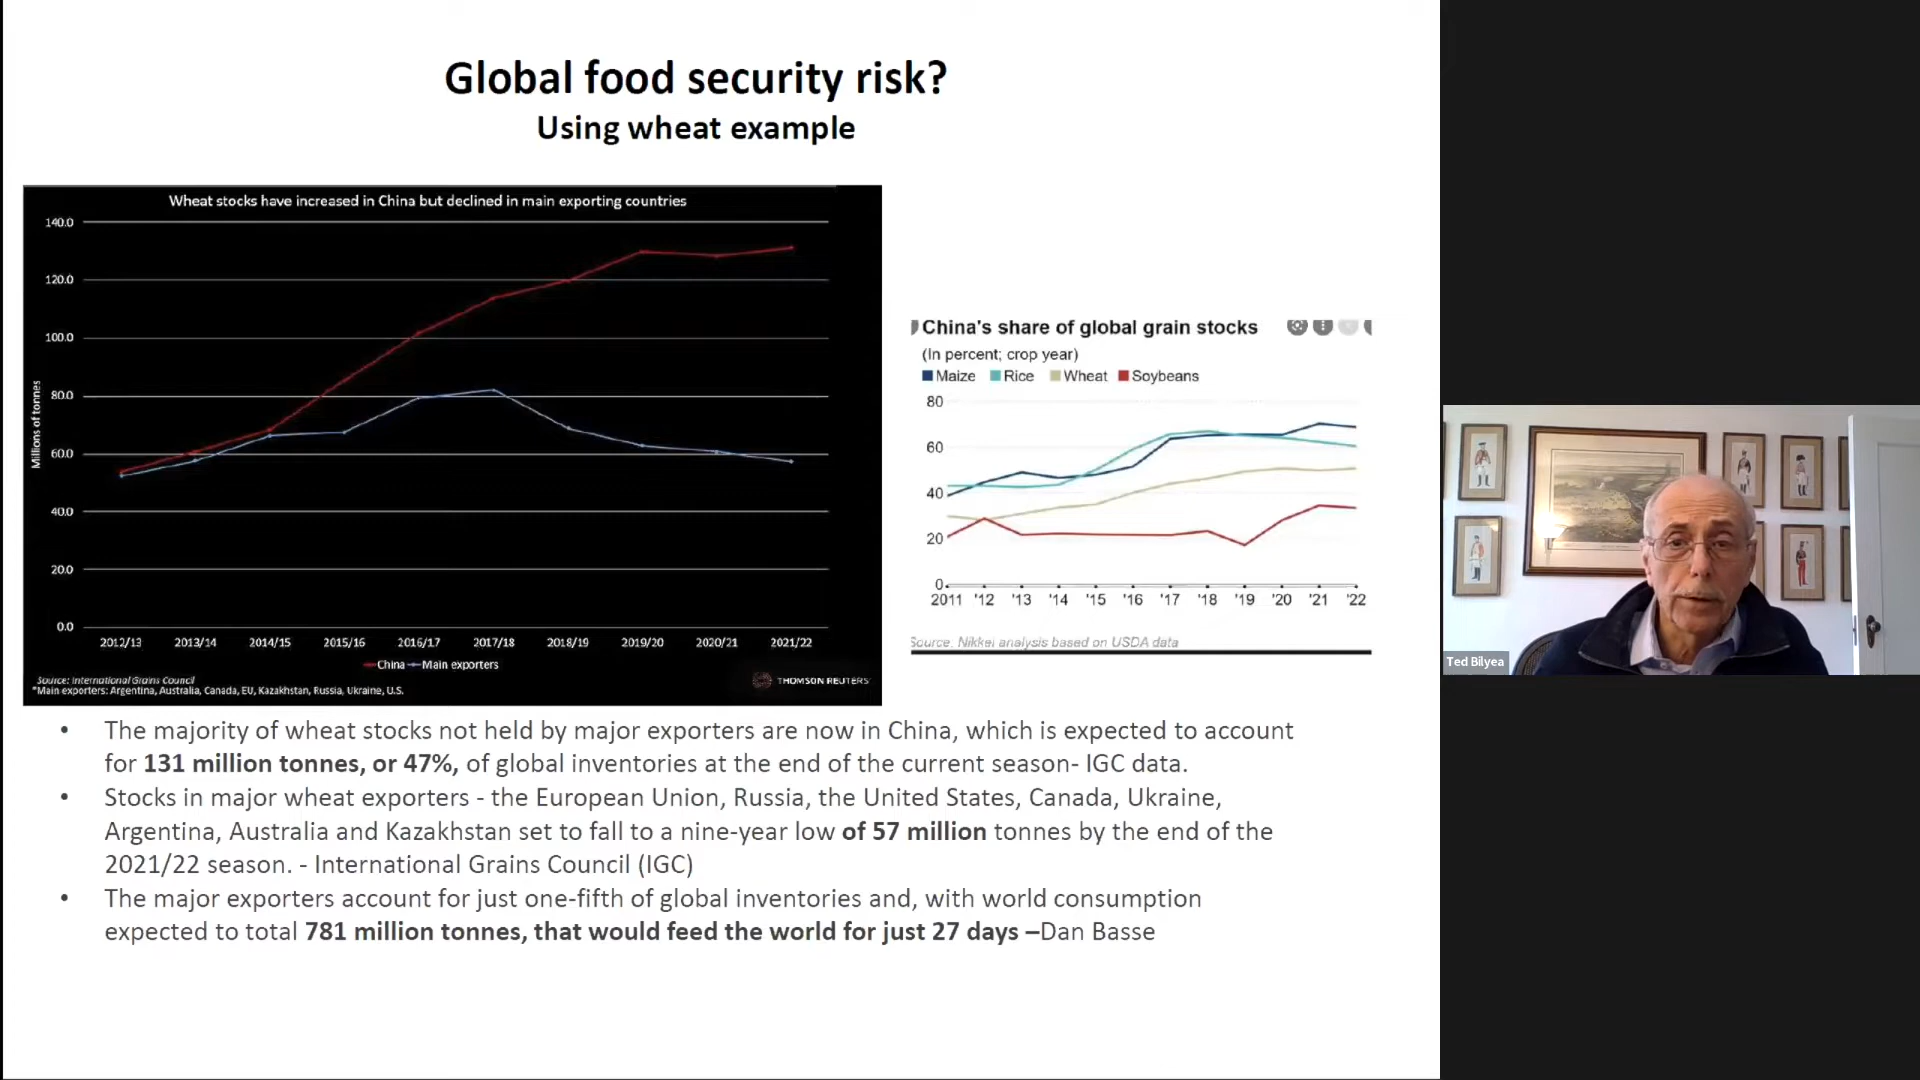 Global food security risk?
Using wheat example
Wheat stocks have increased in China but declined in main exporting countries
Millions of tonnes
140.0
120.0
100.0
80.0
60.0
40.0
20.0
0.0
2012/13 2013/14 2014/15 2015/16 2016/17 2017/18 2018/19 2019/20 2020/21 2021/22
China Main exporters
Source: International Grains Council
*Main exporters: Argentina, Australia, Canada, EU, Kazakhstan, Russia, Ukraine, U.S.
THOMSON REUTERS
China's share of global grain stocks
(In percent; crop year)
Maize Rice Wheat Soybeans
80
60
40
20
0
2011 '12 '13 '14 '15 '16 '17 '18 '19 '20 '21 '22
Source: Nikkei analysis based on USDA data
• The majority of wheat stocks not held by major exporters are now in China, which is expected to account
for 131 million tonnes, or 47%, of global inventories at the end of the current season- IGC data.
• Stocks in major wheat exporters - the European Union, Russia, the United States, Canada, Ukraine,
Argentina, Australia and Kazakhstan set to fall to a nine-year low of 57 million tonnes by the end of the
2021/22 season. - International Grains Council (IGC)
• The major exporters account for just one-fifth of global inventories and, with world consumption
expected to total 781 million tonnes, that would feed the world for just 27 days –Dan Basse
Ted Bilyea